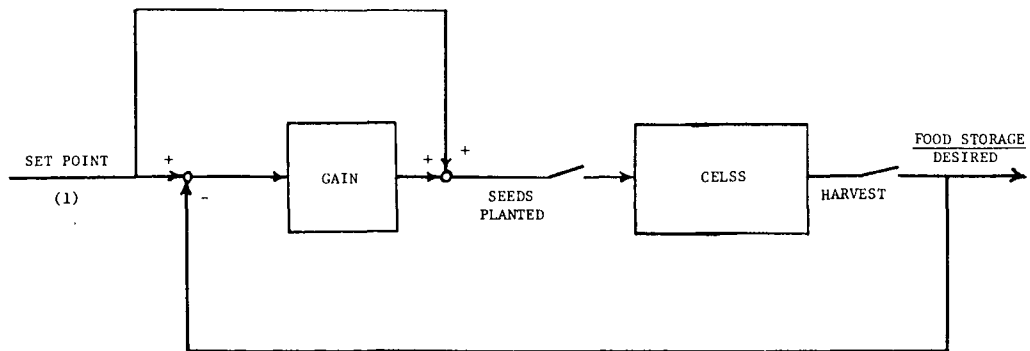 SET POINT
(1)
+
-
GAIN
+
+
SEEDS
PLANTED
CELSS
HARVEST
FOOD STORAGE
DESIRED